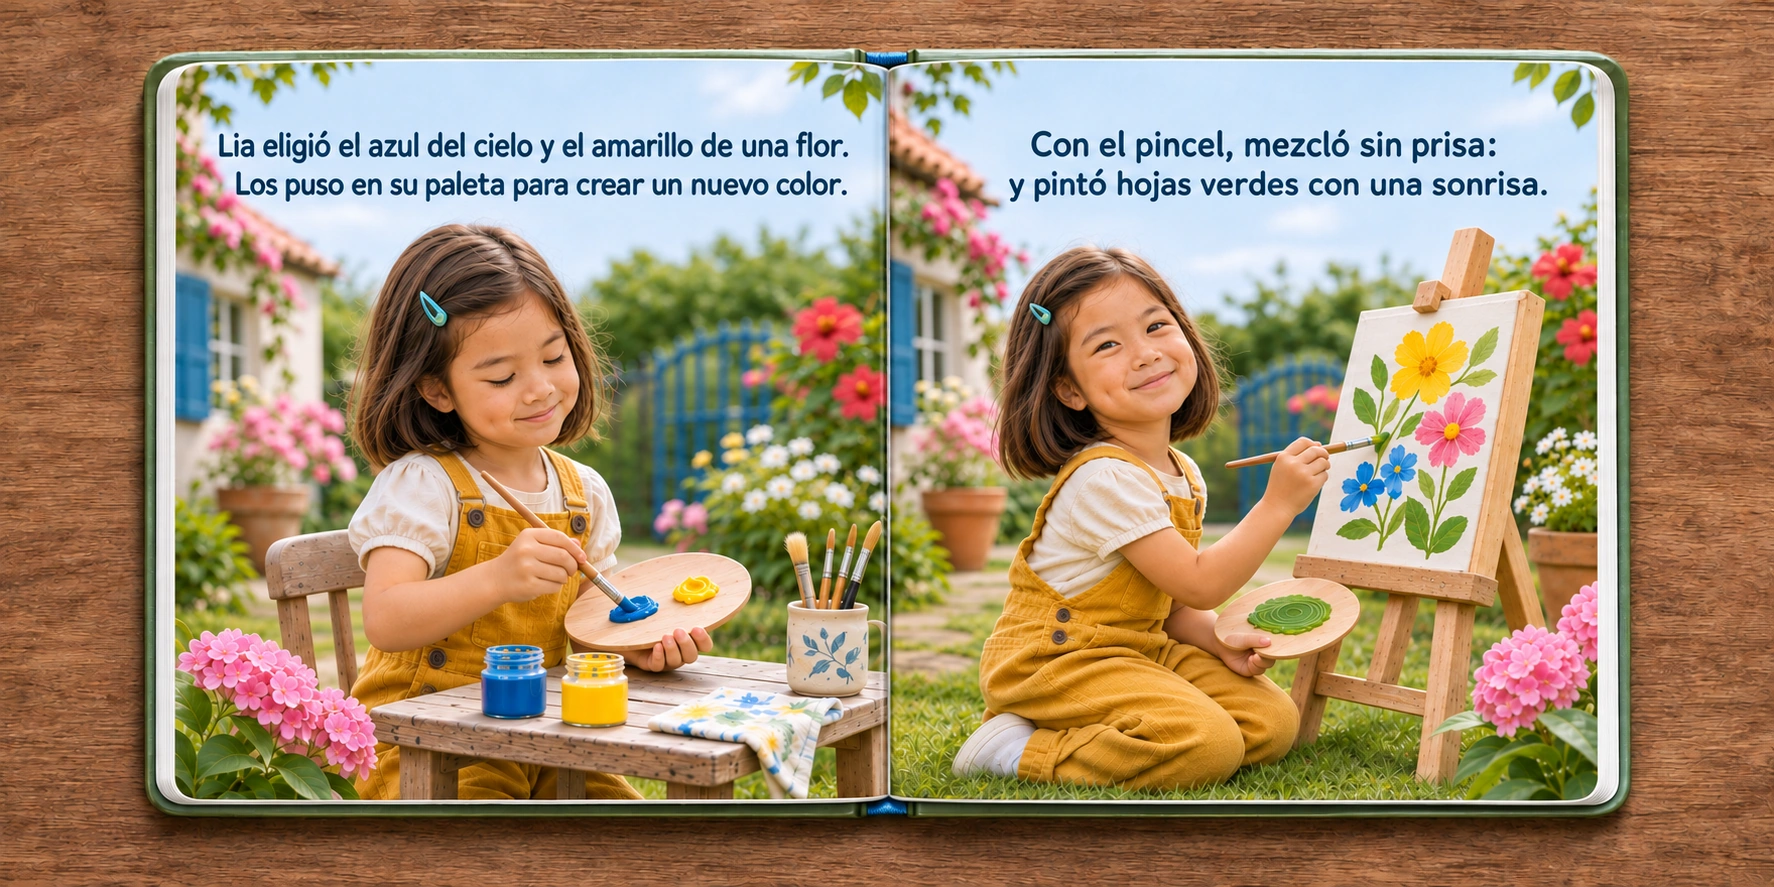 Lia eligió el azul del cielo y el amarillo de una flor.
Los puso en su paleta para crear un nuevo color.
Con el pincel, mezcló sin prisa:
y pintó hojas verdes con una sonrisa.